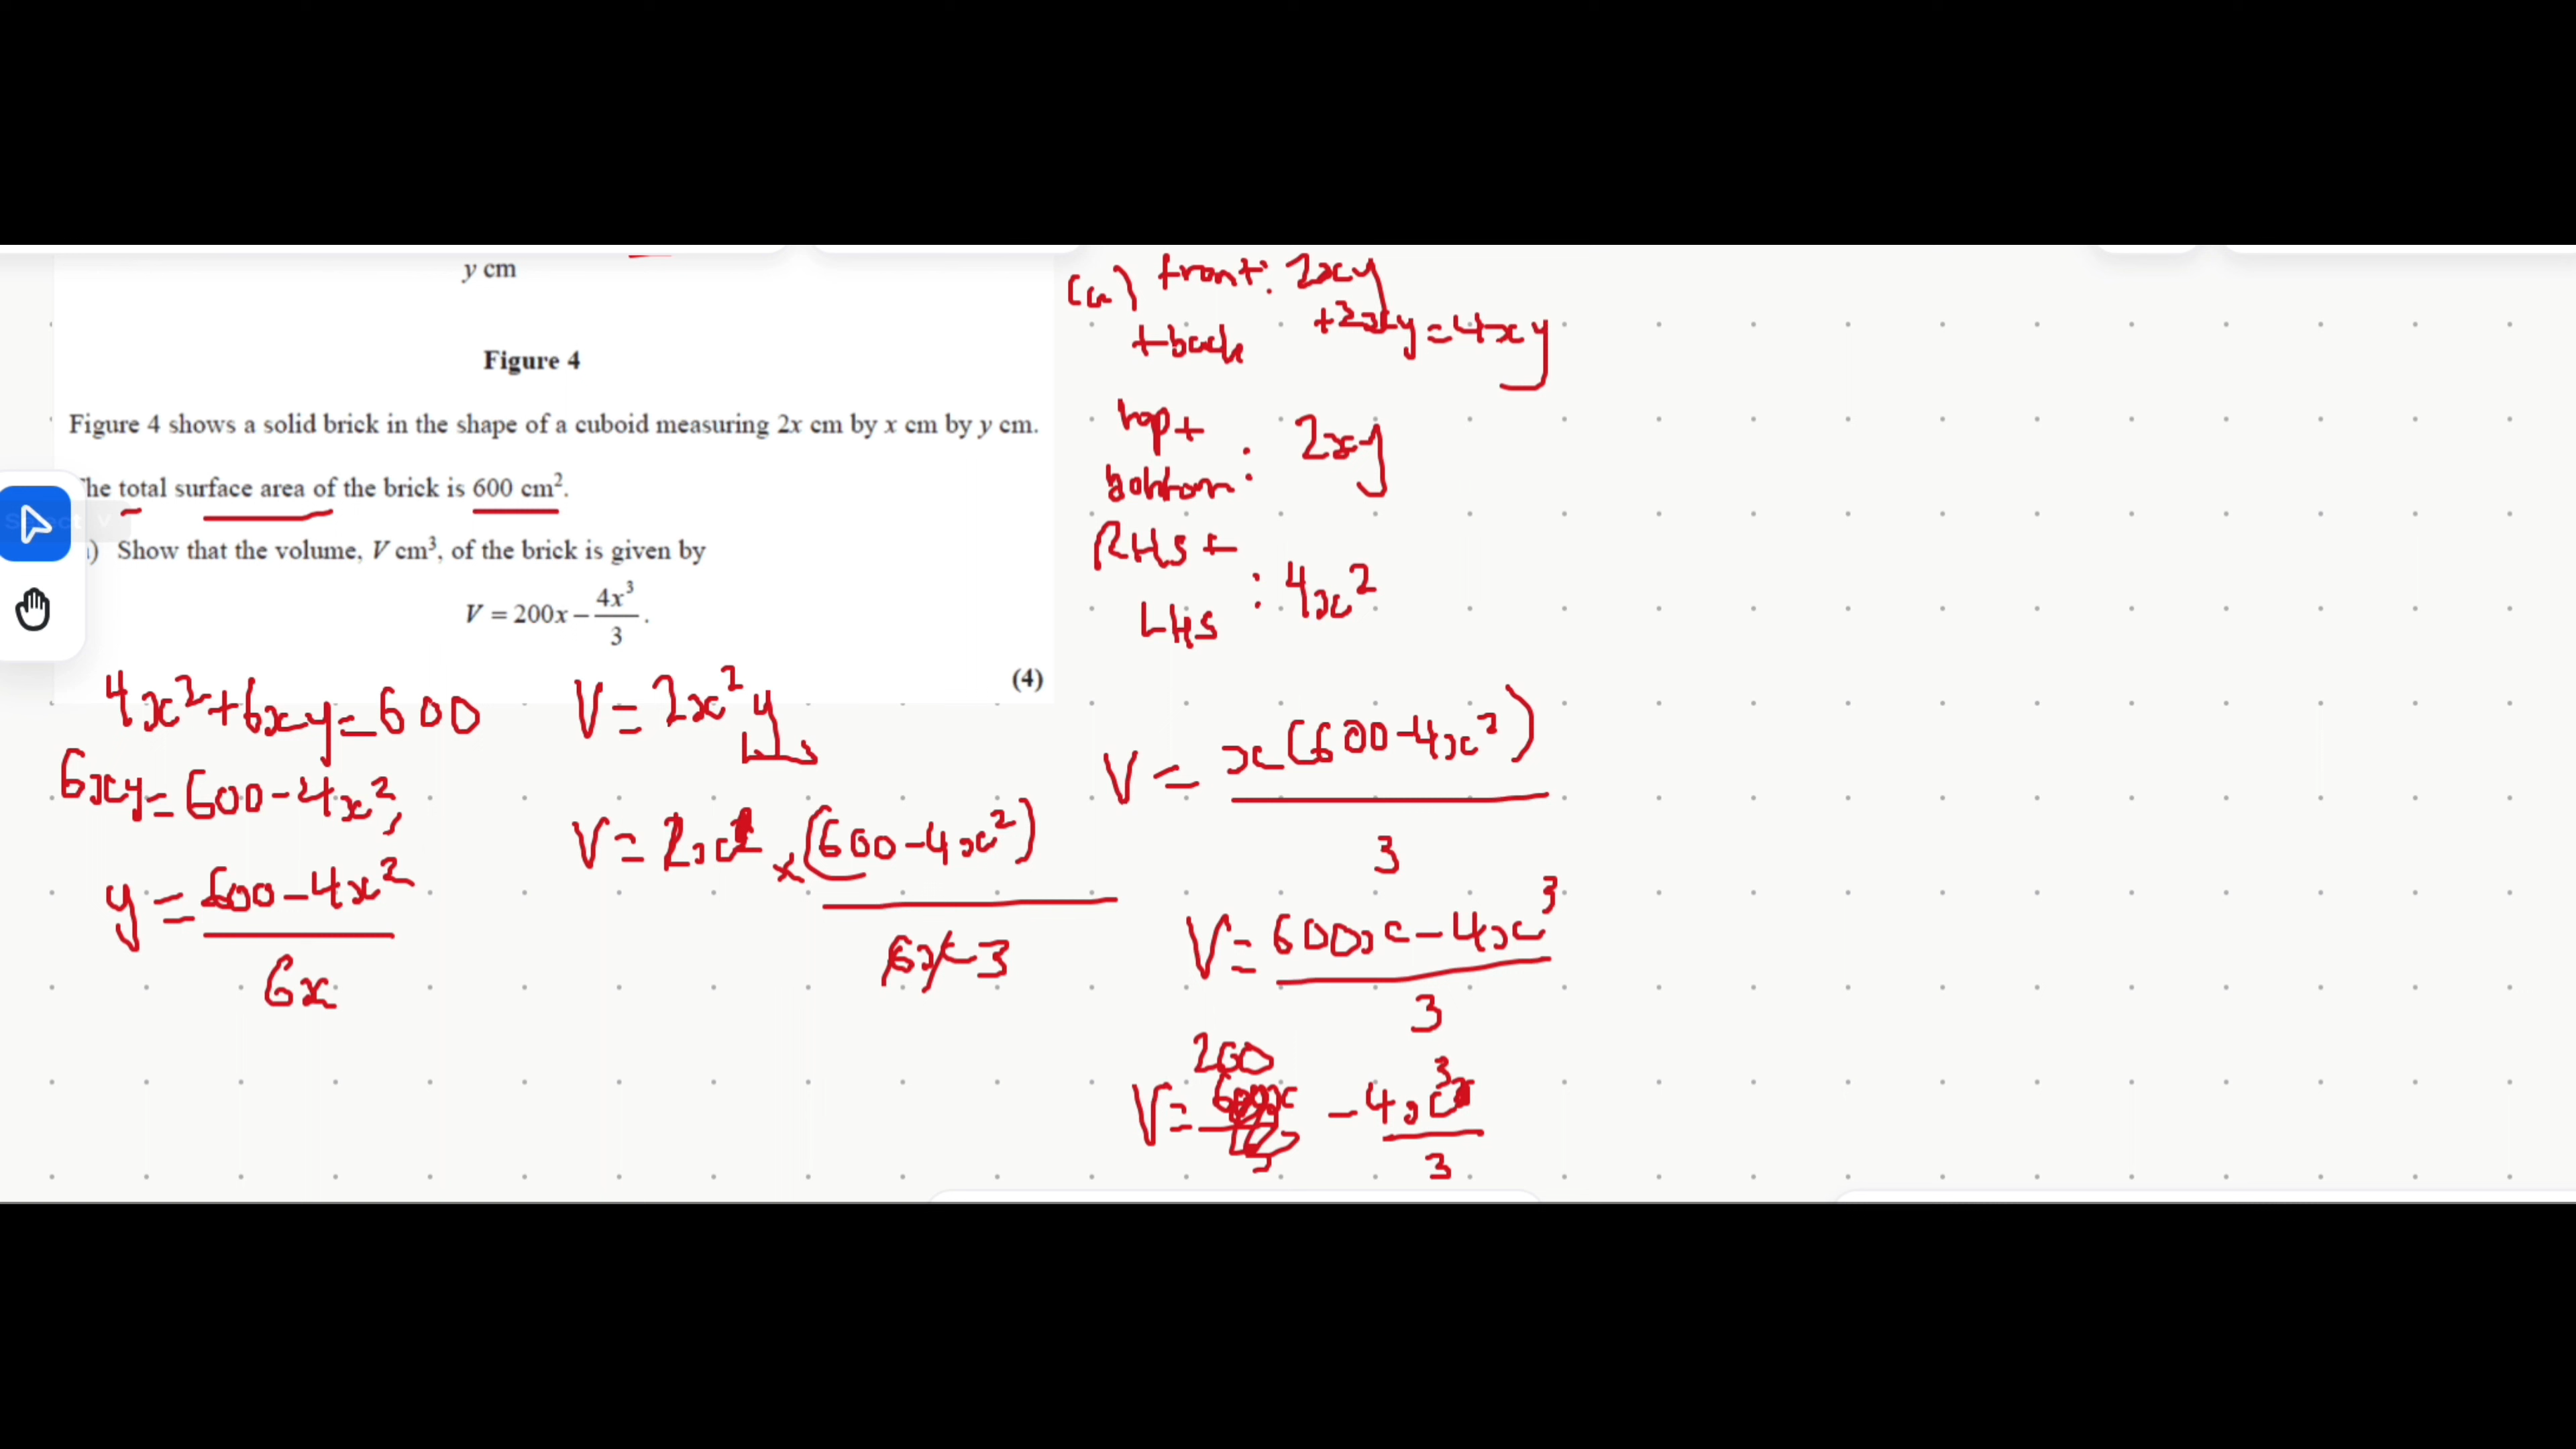 y cm
Figure 4
Figure 4 shows a solid brick in the shape of a cuboid measuring 2x cm by x cm by y cm.
he total surface area of the brick is 600 cm².
) Show that the volume, V cm³, of the brick is given by
V = 200x – 4x³/3 .
(4)
4x²+6xy=600
6xy=600-4x²,
y=600-4x²
6x
V=2x²y
V=2x² x(600-4x²)
6x 3
(a) front: 2xy
+back +2xy=4xy
top+
bottom: 2xy
RHS+
: 4x²
LHS
V= x(600-4x²)
3
V= 600x-4x³
3
200
V= -4x³
3